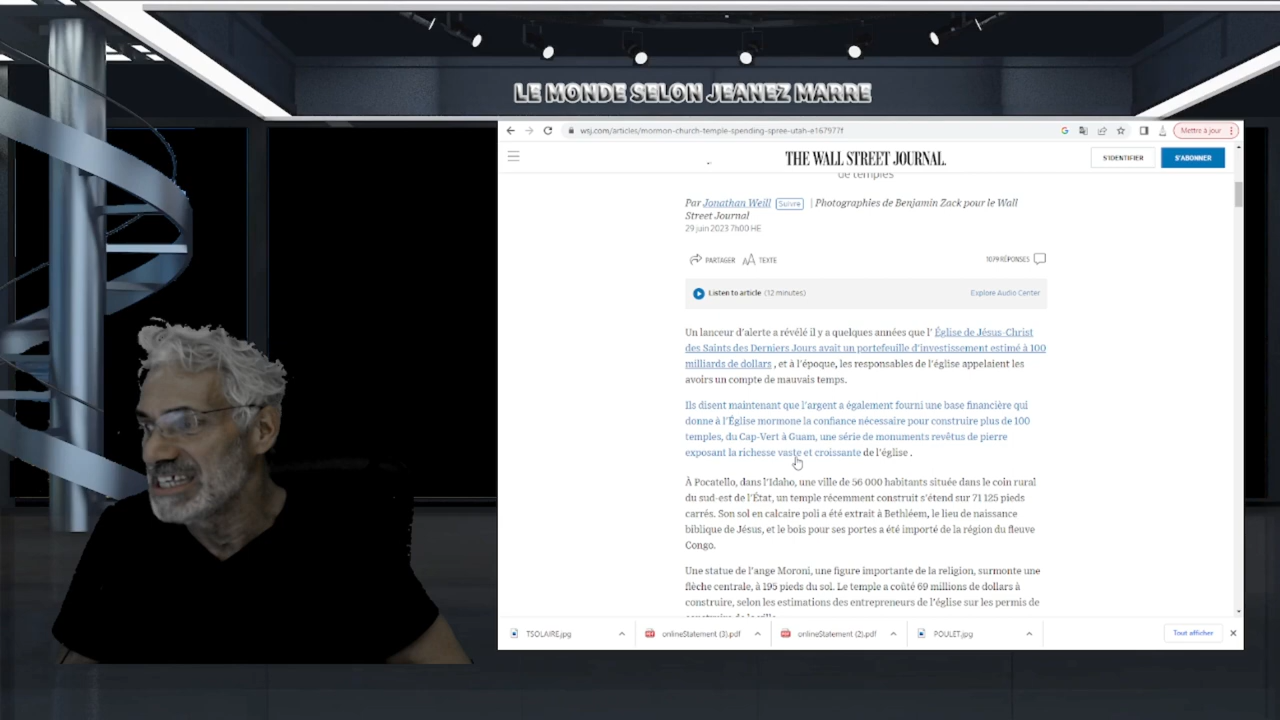 LE MONDE SELON JEANEZ MARRE
wsj.com/articles/mormon-church-temple-spending-spree-utah-e167977f
Mettre à jour
THE WALL STREET JOURNAL.
S'IDENTIFIER
S'ABONNER
de temples
Par Jonathan Weill Suivre | Photographies de Benjamin Zack pour le Wall
Street Journal
29 juin 2023 7h00 HE
PARTAGER
TEXTE
1079 RÉPONSES
Listen to article (12 minutes)
Explore Audio Center
Un lanceur d'alerte a révélé il y a quelques années que l' Église de Jésus-Christ
des Saints des Derniers Jours avait un portefeuille d'investissement estimé à 100
milliards de dollars , et à l'époque, les responsables de l'église appelaient les
avoirs un compte de mauvais temps.
Ils disent maintenant que l'argent a également fourni une base financière qui
donne à l'Église mormone la confiance nécessaire pour construire plus de 100
temples, du Cap-Vert à Guam, une série de monuments revêtus de pierre
exposant la richesse vaste et croissante de l'église .
À Pocatello, dans l'Idaho, une ville de 56 000 habitants située dans le coin rural
du sud-est de l'État, un temple récemment construit s'étend sur 71 125 pieds
carrés. Son sol en calcaire poli a été extrait à Bethléem, le lieu de naissance
biblique de Jésus, et le bois pour ses portes a été importé de la région du fleuve
Congo.
Une statue de l'ange Moroni, une figure importante de la religion, surmonte une
flèche centrale, à 195 pieds du sol. Le temple a coûté 69 millions de dollars à
construire, selon les estimations des entrepreneurs de l'église sur les permis de
TSOLAIRE.jpg
onlineStatement (3).pdf
onlineStatement (2).pdf
POULET.jpg
Tout afficher